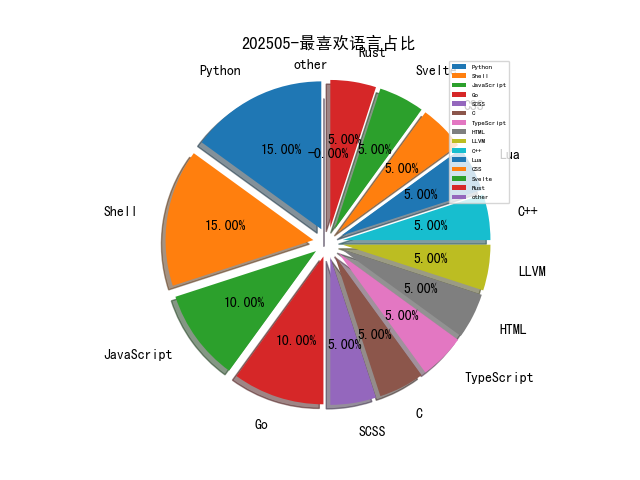 202505-最喜欢语言占比
other
Rust
Python
Svelte
Shell
Lua
C++
LLVM
HTML
TypeScript
C
SCSS
Go
JavaScript
15.00%
15.00%
10.00%
10.00%
5.00%
5.00%
5.00%
5.00%
5.00%
5.00%
5.00%
5.00%
5.00%
5.00%
-0.00%
Python
Shell
JavaScript
Go
SCSS
C
TypeScript
HTML
LLVM
C++
Lua
CSS
Svelte
Rust
other